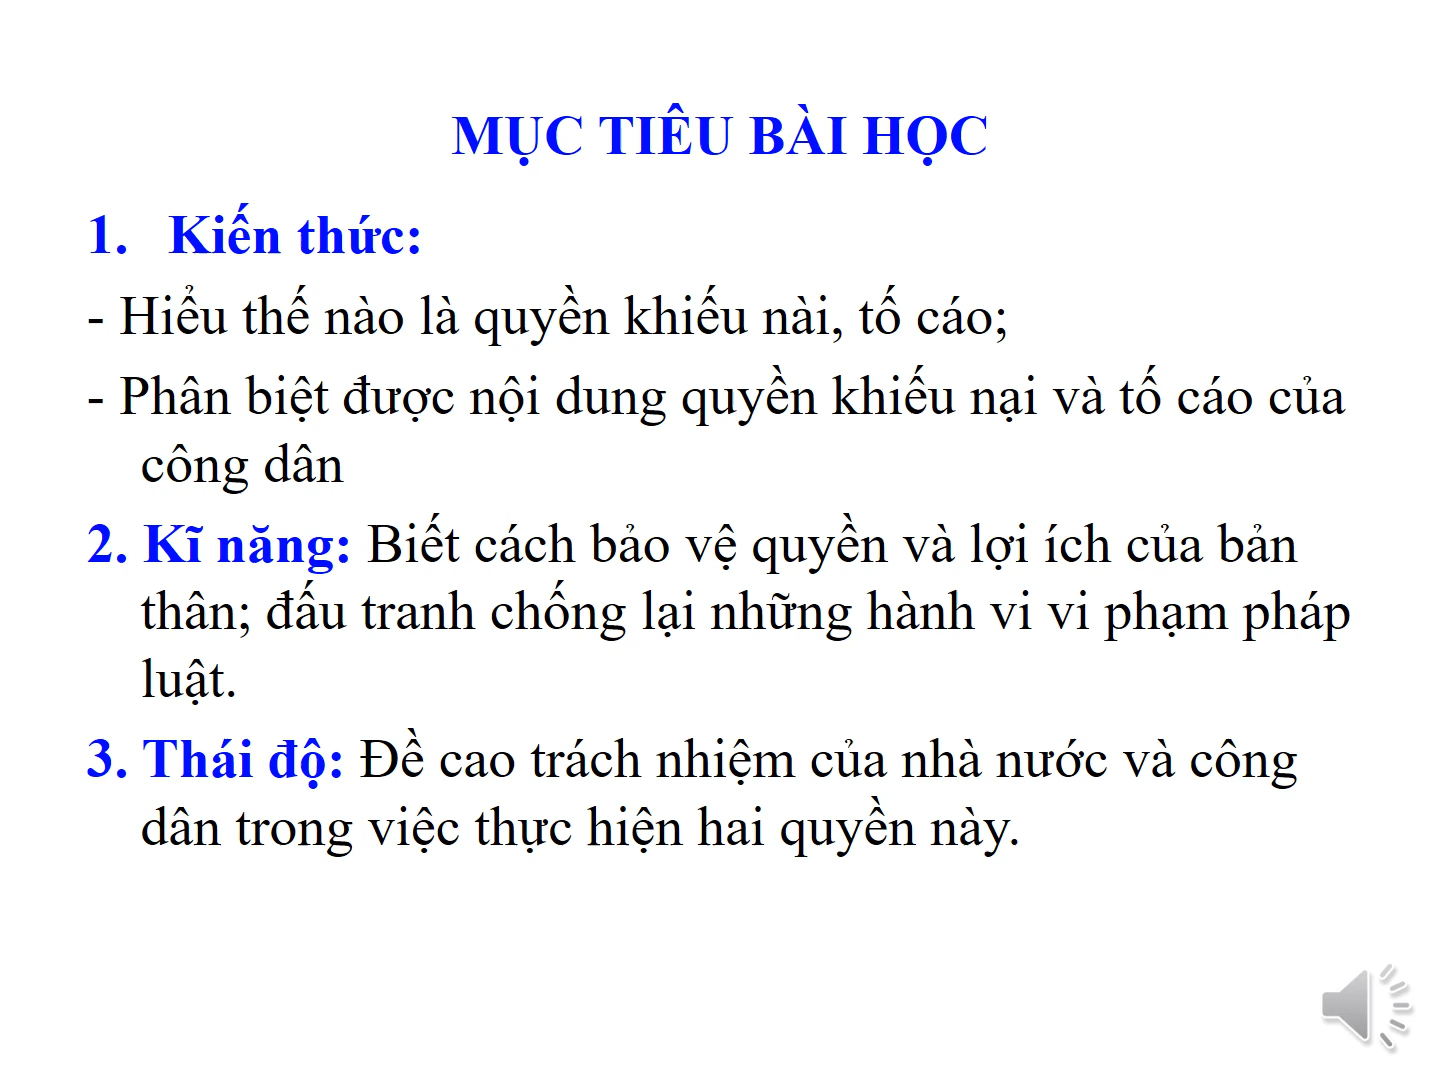 MỤC TIÊU BÀI HỌC
1. Kiến thức:
- Hiểu thế nào là quyền khiếu nài, tố cáo;
- Phân biệt được nội dung quyền khiếu nại và tố cáo của
công dân
2. Kĩ năng: Biết cách bảo vệ quyền và lợi ích của bản
thân; đấu tranh chống lại những hành vi vi phạm pháp
luật.
3. Thái độ: Đề cao trách nhiệm của nhà nước và công
dân trong việc thực hiện hai quyền này.